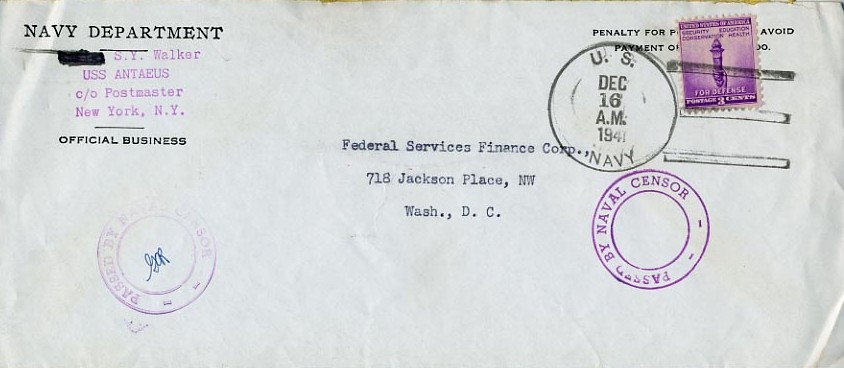 NAVY DEPARTMENT
S.Y. Walker
USS ANTAEUS
c/o Postmaster
New York, N.Y.
OFFICIAL BUSINESS
PENALTY FOR AVOID
PAYMENT OF
UNITED STATES OF AMERICA
SECURITY EDUCATION
CONSERVATION HEALTH
FOR DEFENSE
POSTAGE 3 CENTS
U. S.
DEC
16
A.M.
1941
NAVY
Federal Services Finance Corp.,
718 Jackson Place, NW
Wash., D. C.
PASSED BY NAVAL CENSOR
PASSED BY NAVAL CENSOR